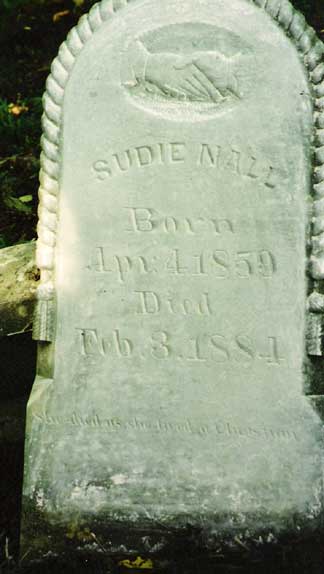 SUDIE NALL
Born
Apr. 4. 1859
Died
Feb. 3. 1884
She died as she lived a Christian